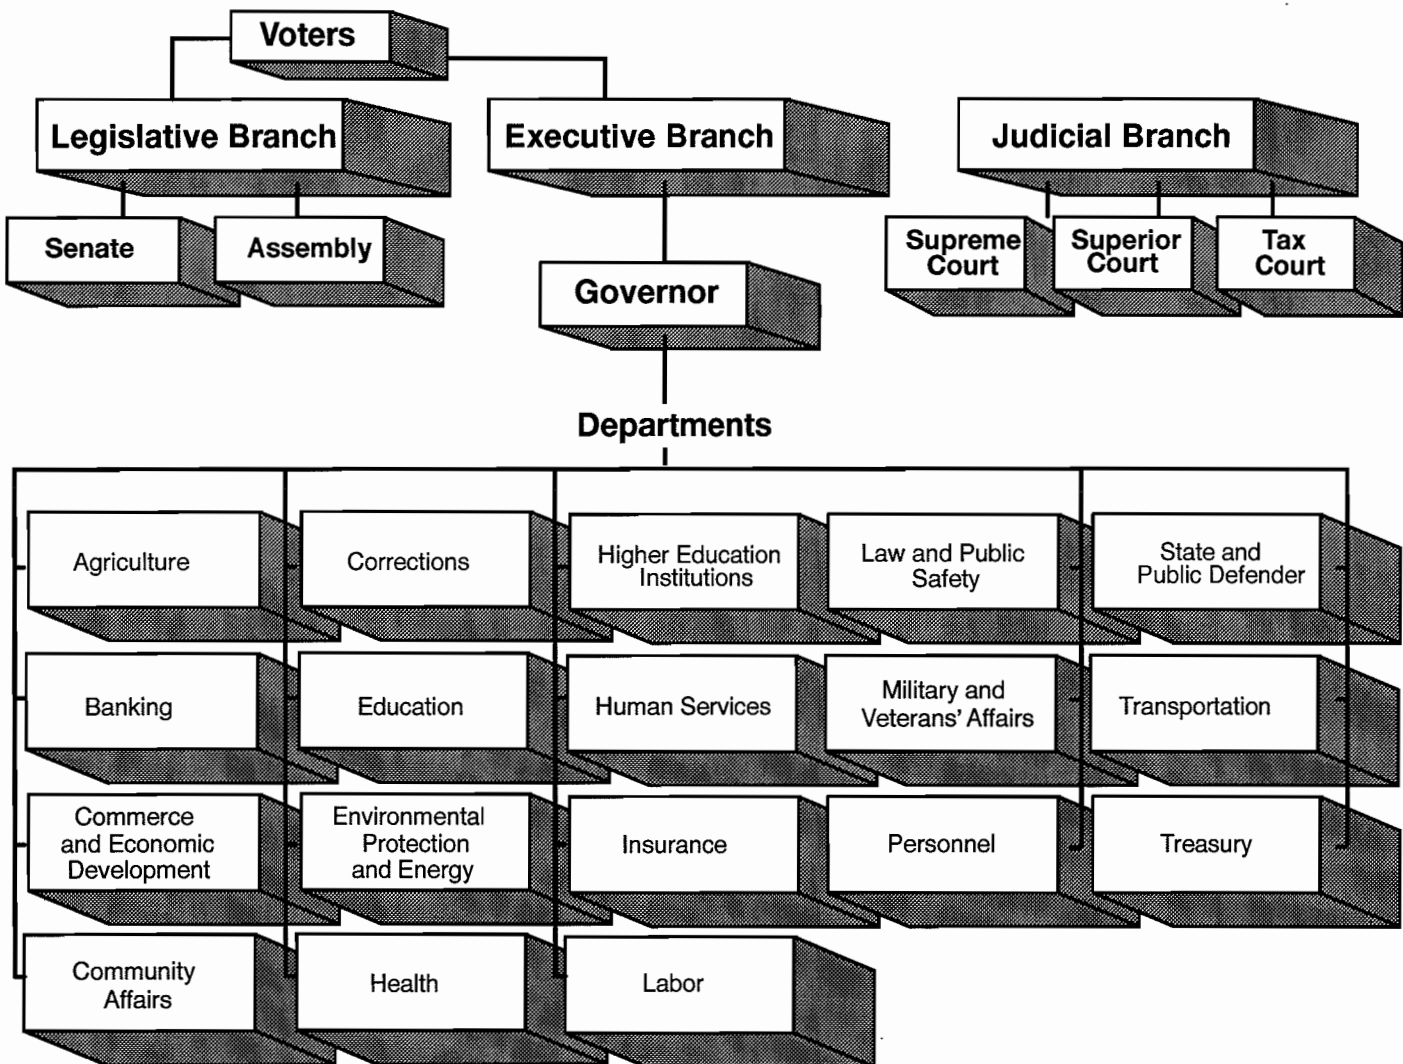 Voters
Legislative Branch
Executive Branch
Judicial Branch
Senate
Assembly
Governor
Supreme
Court
Superior
Court
Tax
Court
Departments
Agriculture
Corrections
Higher Education
Institutions
Law and Public
Safety
State and
Public Defender
Banking
Education
Human Services
Military and
Veterans' Affairs
Transportation
Commerce
and Economic
Development
Environmental
Protection
and Energy
Insurance
Personnel
Treasury
Community
Affairs
Health
Labor